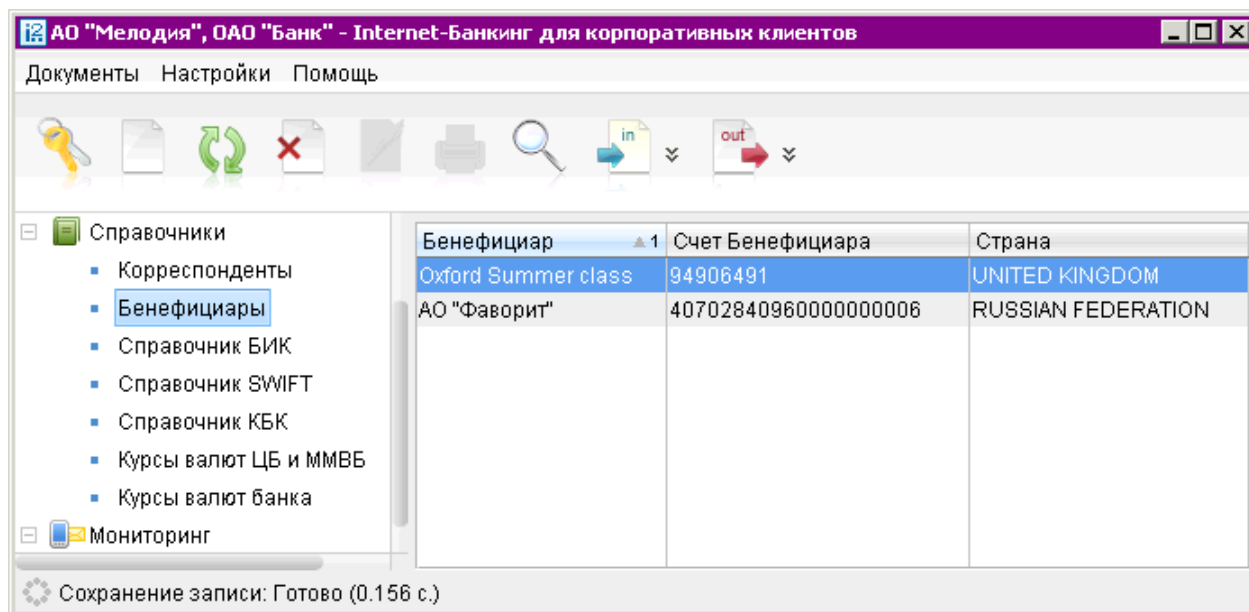 АО "Мелодия", ОАО "Банк" - Internet-Банкинг для корпоративных клиентов
Документы Настройки Помощь
in out
Справочники
Корреспонденты
Бенефициары
Справочник БИК
Справочник SWIFT
Справочник КБК
Курсы валют ЦБ и ММВБ
Курсы валют банка
Мониторинг
Бенефициар 1 Счет Бенефициара Страна
Oxford Summer class 94906491 UNITED KINGDOM
АО "Фаворит" 40702840960000000006 RUSSIAN FEDERATION
Сохранение записи: Готово (0.156 с.)